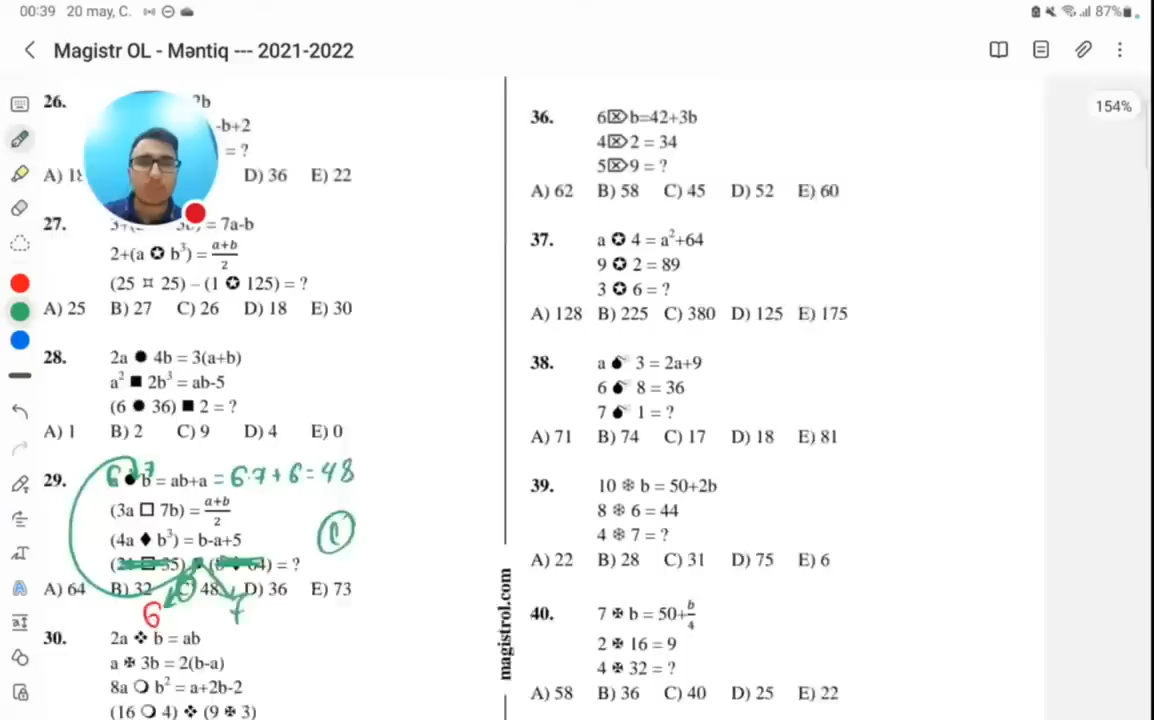 00:39 20 may, C.
87%
Magistr OL - Məntiq --- 2021-2022
154%
26.
-b+2
= ?
D) 36 E) 22
27.
= 7a-b
2+(a ✪ b³) = a+b/2
(25 ⌗ 25) – (1 ✪ 125) = ?
A) 25 B) 27 C) 26 D) 18 E) 30
28.
2a ● 4b = 3(a+b)
a² ■ 2b³ = ab-5
(6 ● 36) ■ 2 = ?
A) 1 B) 2 C) 9 D) 4 E) 0
29.
6 7
● b = ab+a = 6·7+6=48
(3a □ 7b) = a+b/2
(4a ♦ b³) = b-a+5
= ?
A) 64 B) 32 C) 48 D) 36 E) 73
6 7
30.
2a ❖ b = ab
a ✠ 3b = 2(b-a)
8a ❍ b² = a+2b-2
(16 ❍ 4) ❖ (9 ✠ 3)
magistrol.com
36.
6⌦b=42+3b
4⌦2 = 34
5⌦9 = ?
A) 62 B) 58 C) 45 D) 52 E) 60
37.
a ✪ 4 = a²+64
9 ✪ 2 = 89
3 ✪ 6 = ?
A) 128 B) 225 C) 380 D) 125 E) 175
38.
a 💣 3 = 2a+9
6 💣 8 = 36
7 💣 1 = ?
A) 71 B) 74 C) 17 D) 18 E) 81
39.
10 ❄ b = 50+2b
8 ❄ 6 = 44
4 ❄ 7 = ?
A) 22 B) 28 C) 31 D) 75 E) 6
40.
7 ✠ b = 50+b/4
2 ✠ 16 = 9
4 ✠ 32 = ?
A) 58 B) 36 C) 40 D) 25 E) 22